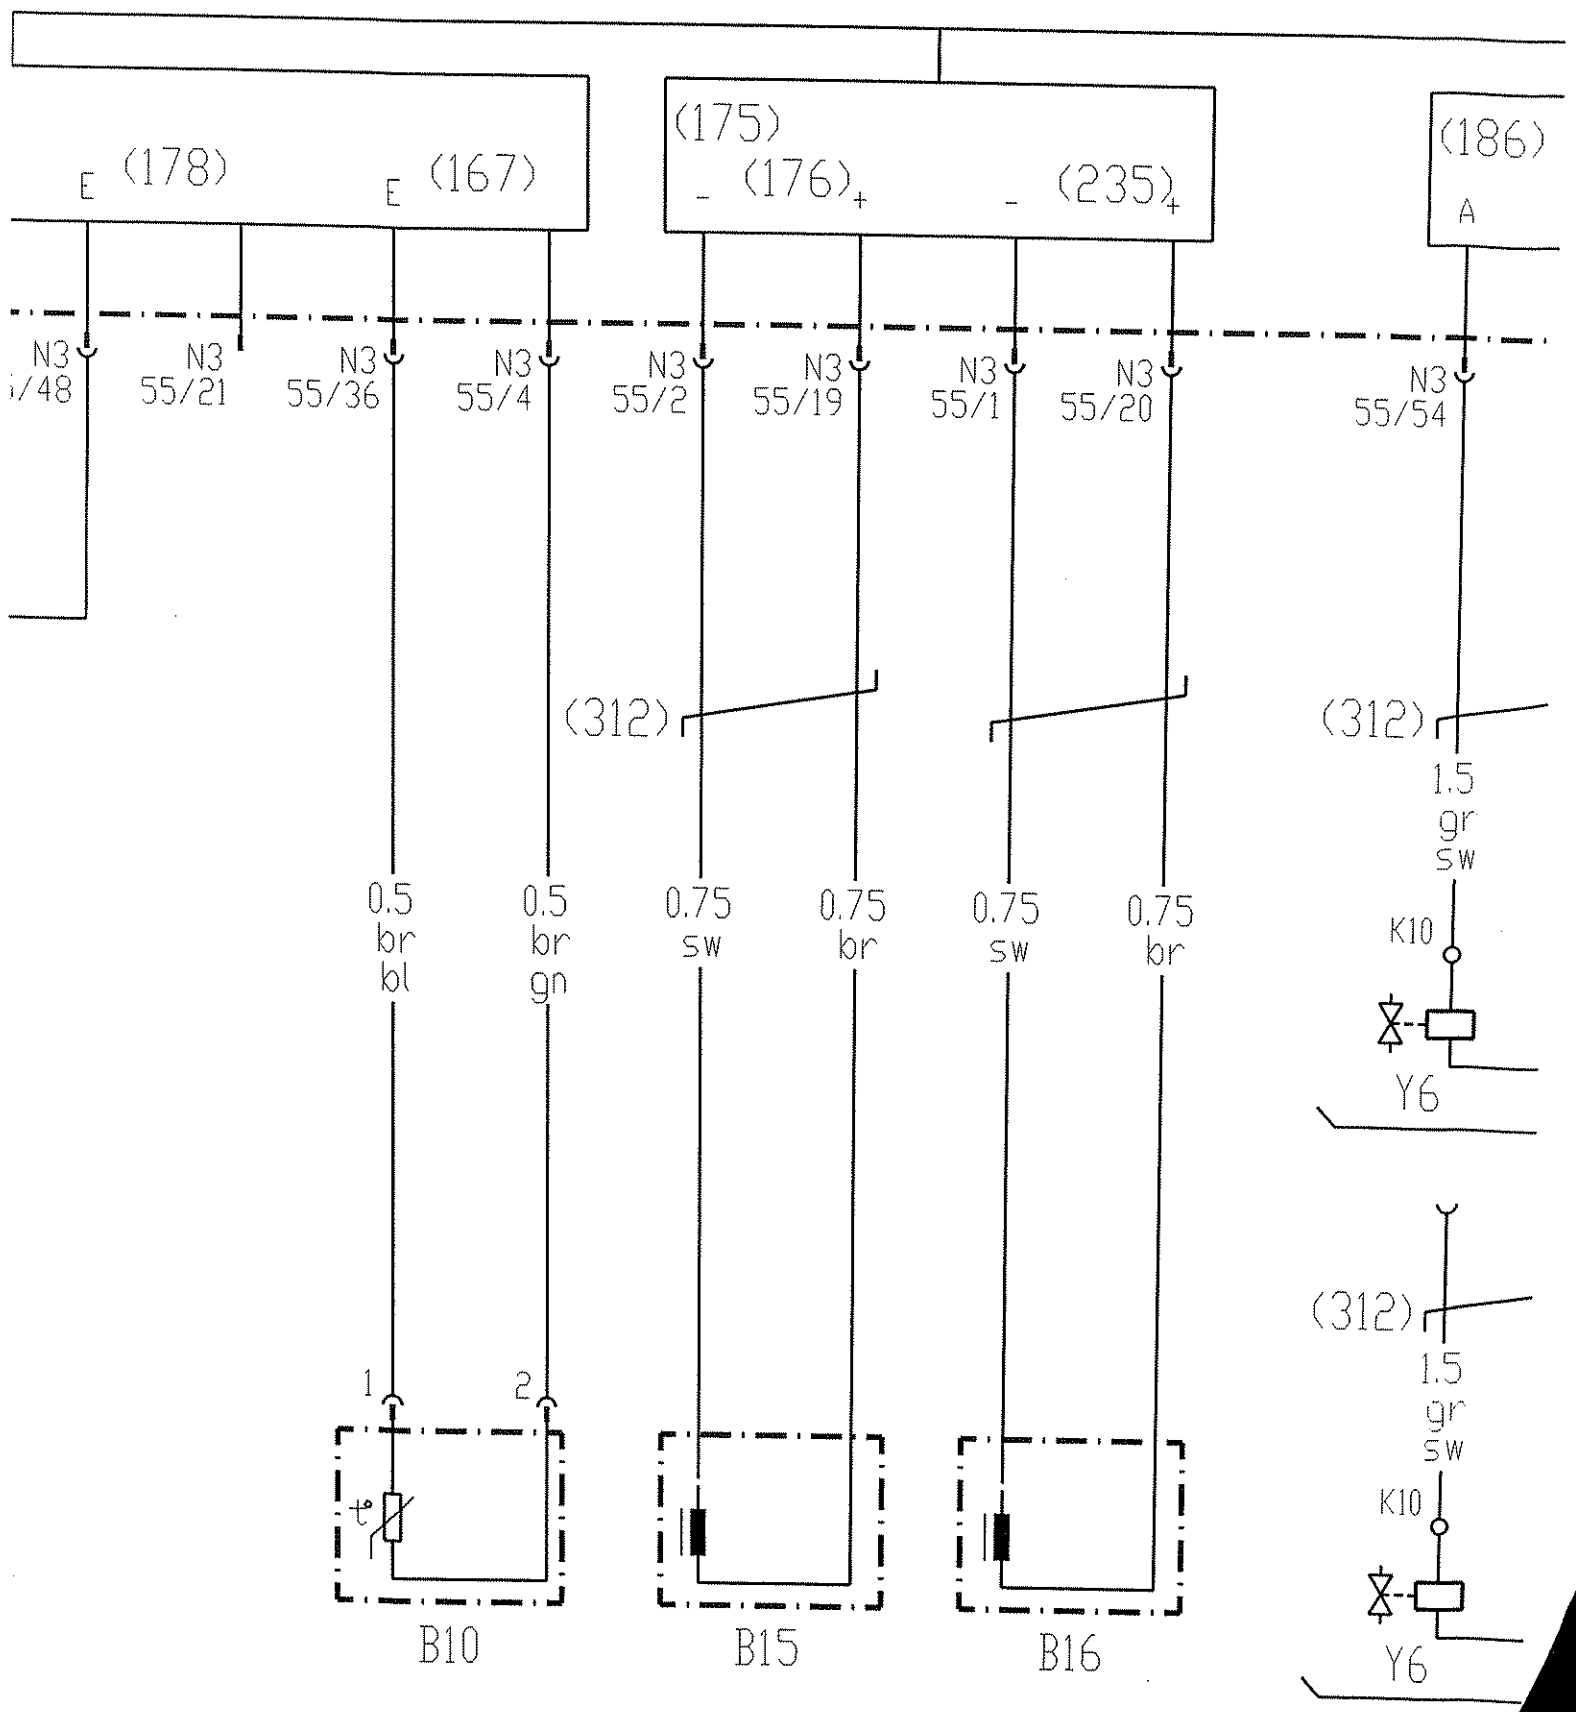 (175)
(186)
(178)
(167)
(176)
(235)
E
E
-
+
-
+
A
N3
/48
N3
55/21
N3
55/36
N3
55/4
N3
55/2
N3
55/19
N3
55/1
N3
55/20
N3
55/54
(312)
(312)
1.5
gr
sw
K10
Y6
0.5
br
bl
0.5
br
gn
0.75
sw
0.75
br
0.75
sw
0.75
br
(312)
1.5
gr
sw
K10
Y6
1
2
t°
B10
B15
B16